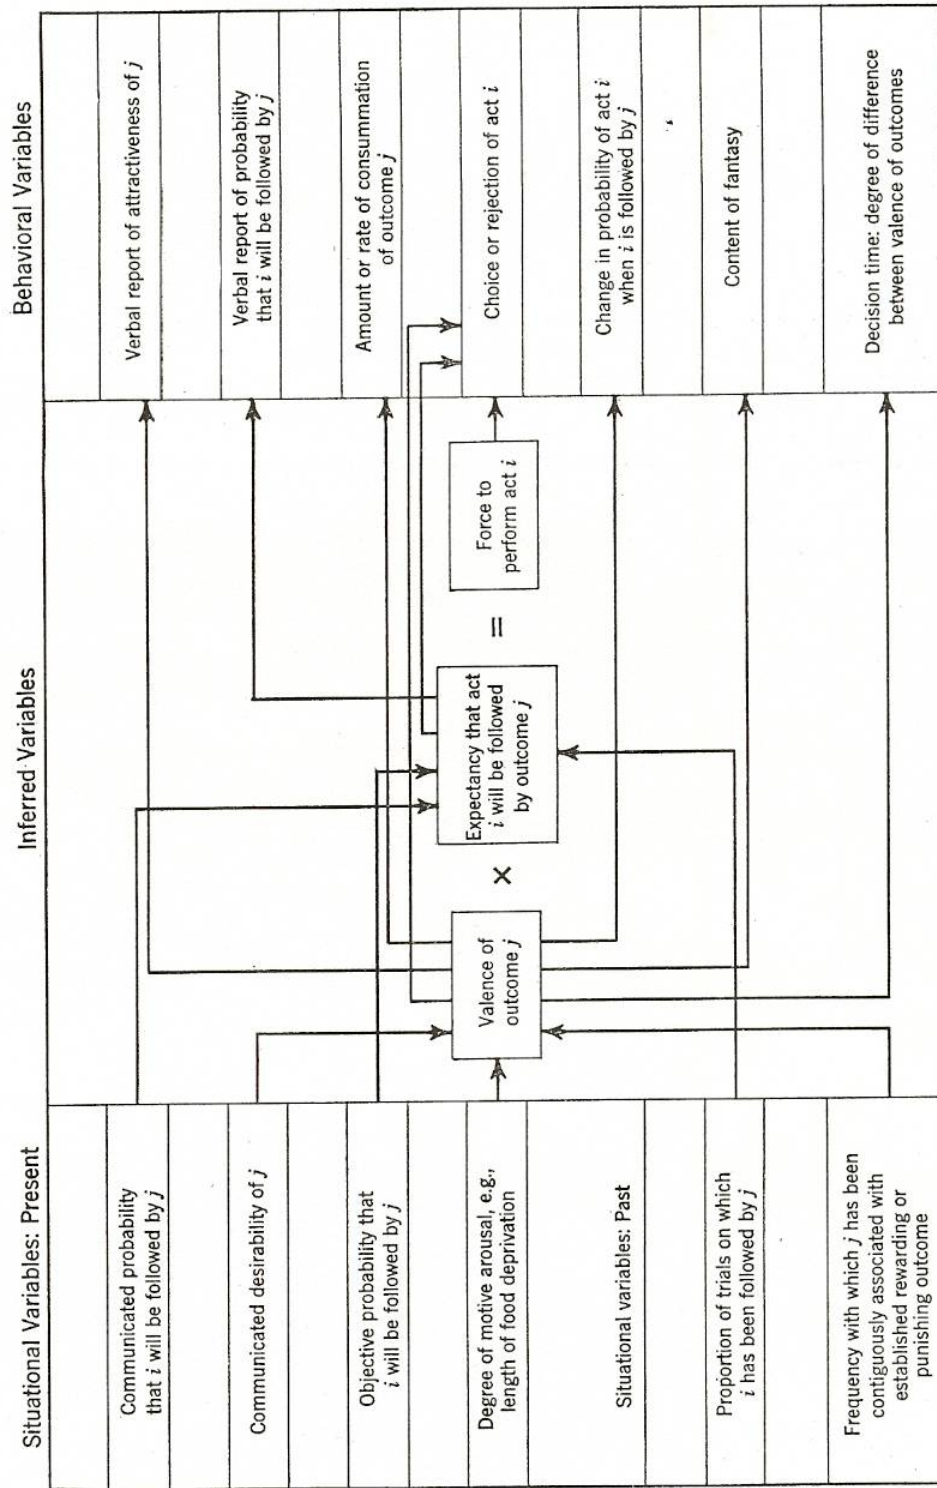 Situational Variables: Present
Communicated probability
that i will be followed by j
Communicated desirability of j
Objective probability that
i will be followed by j
Degree of motive arousal, e.g.,
length of food deprivation
Situational variables: Past
Proportion of trials on which
i has been followed by j
Frequency with which j has been
contiguously associated with
established rewarding or
punishing outcome
Inferred Variables
Valence of
outcome j
×
Expectancy that act
i will be followed
by outcome j
=
Force to
perform act i
Behavioral Variables
Verbal report of attractiveness of j
Verbal report of probability
that i will be followed by j
Amount or rate of consummation
of outcome j
Choice or rejection of act i
Change in probability of act i
when i is followed by j
Content of fantasy
Decision time: degree of difference
between valence of outcomes